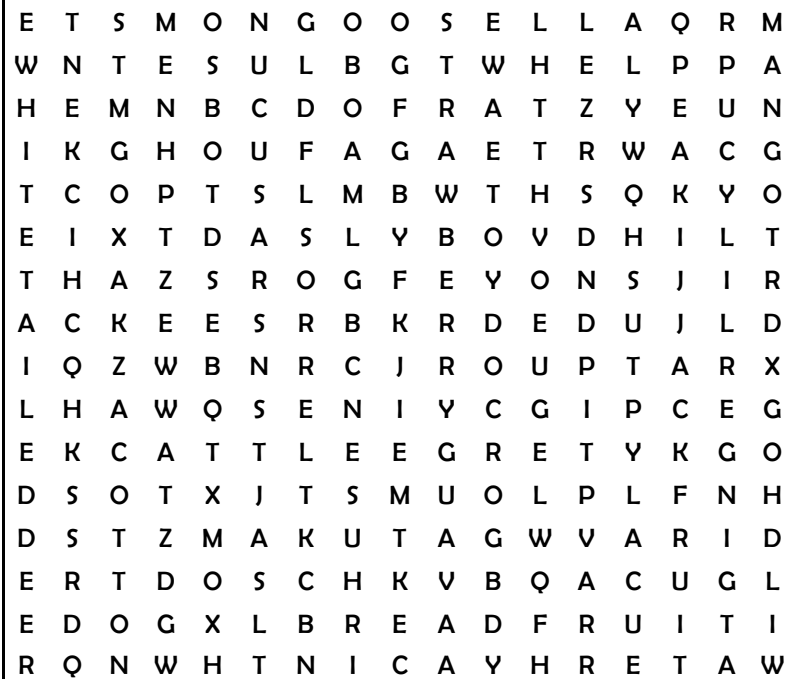 E T S M O N G O O S E L L A Q R M
W N T E S U L B G T W H E L P P A
H E M N B C D O F R A T Z Y E U N
I K G H O U F A G A E T R W A C G
T C O P T S L M B W T H S Q K Y O
E I X T D A S L Y B O V D H I L T
T H A Z S R O G F E Y O N S J I R
A C K E E S R B K R D E D U J L D
I Q Z W B N R C J R O U P T A R X
L H A W Q S E N I Y C G I P C E G
E K C A T T L E E G R E T Y K G O
D S O T X J T S M U O L P L F N H
D S T Z M A K U T A G W V A R I D
E R T D O S C H K V B Q A C U G L
E D O G X L B R E A D F R U I T I
R Q N W H T N I C A Y H R E T A W